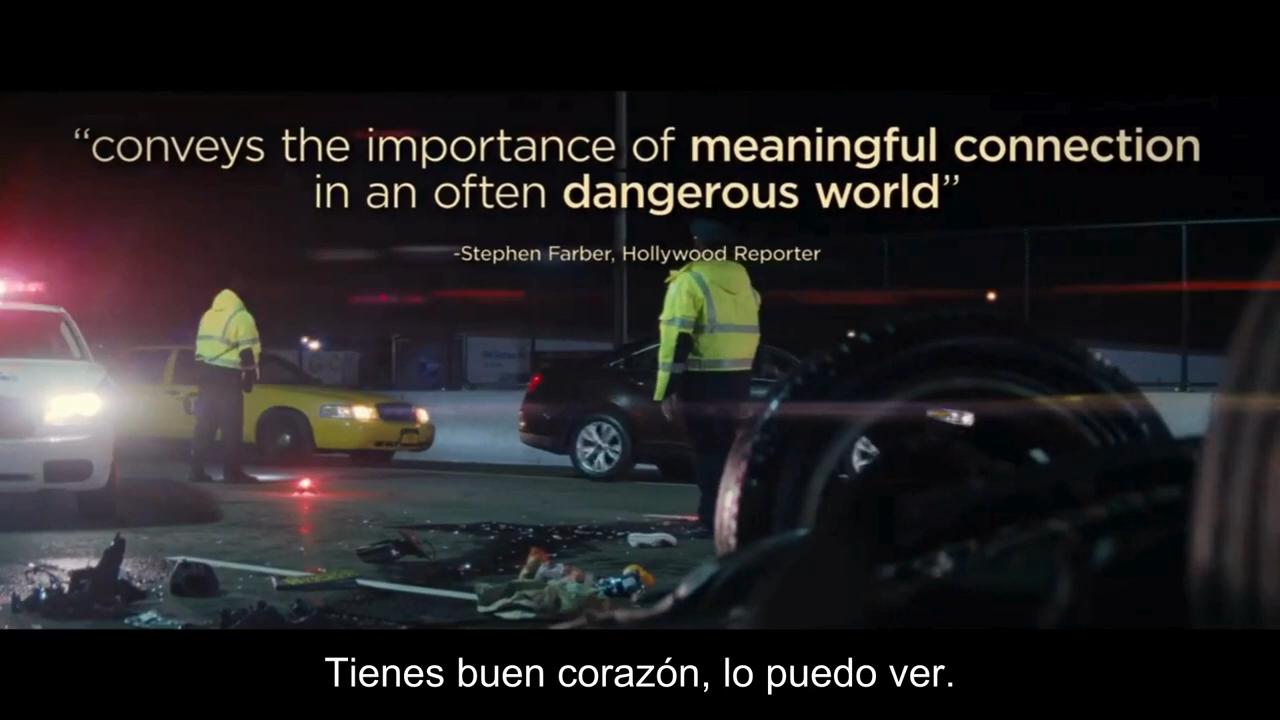 “conveys the importance of meaningful connection
in an often dangerous world”
-Stephen Farber, Hollywood Reporter
Tienes buen corazón, lo puedo ver.